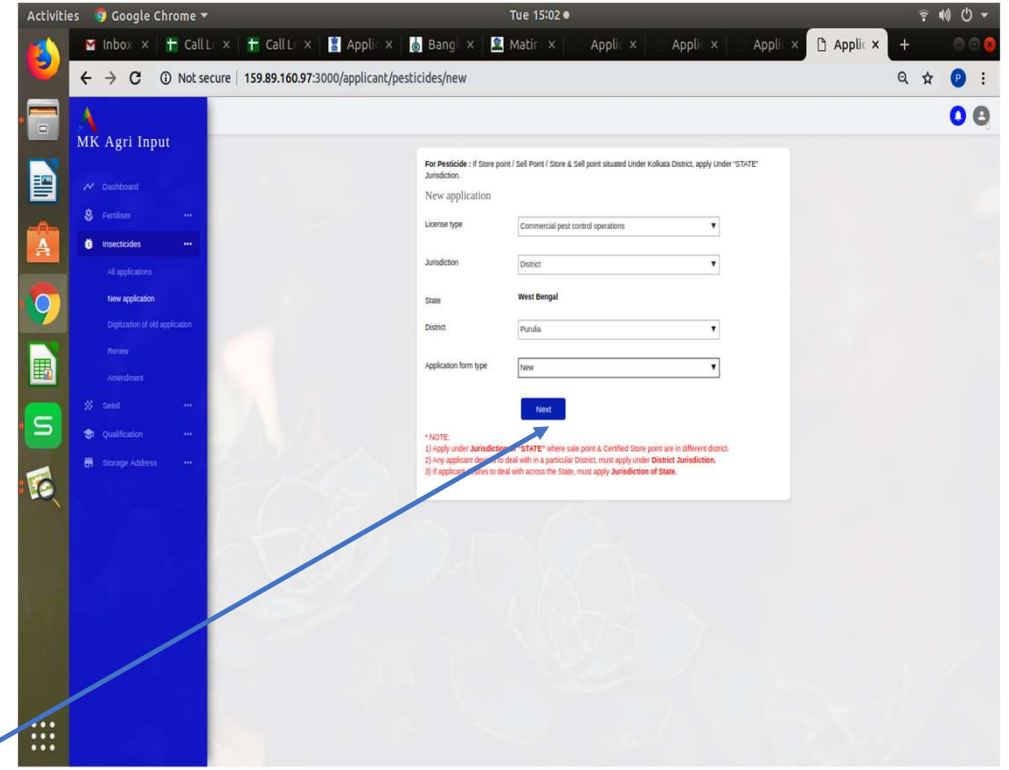 Activities Google Chrome ▾ Tue 15:02 ●
Inbox × Call L × Call L × Applic × Bangl × Matir × Applic × Applic × Appli × Applic × +
Not secure | 159.89.160.97:3000/applicant/pesticides/new P
MK Agri Input
Dashboard
Fertiliser •••
Insecticides •••
All applications
New application
Digitization of old application
Renew
Amendment
Seed •••
Qualification •••
Storage Address •••
For Pesticide : If Store point / Sell Point / Store & Sell point situated Under Kolkata District, apply Under "STATE"
Jurisdiction.
New application
License type Commercial pest control operations
Jurisdiction District
State West Bengal
District Purulia
Application form type New
Next
* NOTE:
1) Apply under Jurisdiction of "STATE" where sale point & Certified Store point are in different district.
2) Any applicant desires to deal with in a particular District, must apply under District Jurisdiction.
3) If applicant desires to deal with across the State, must apply Jurisdiction of State.